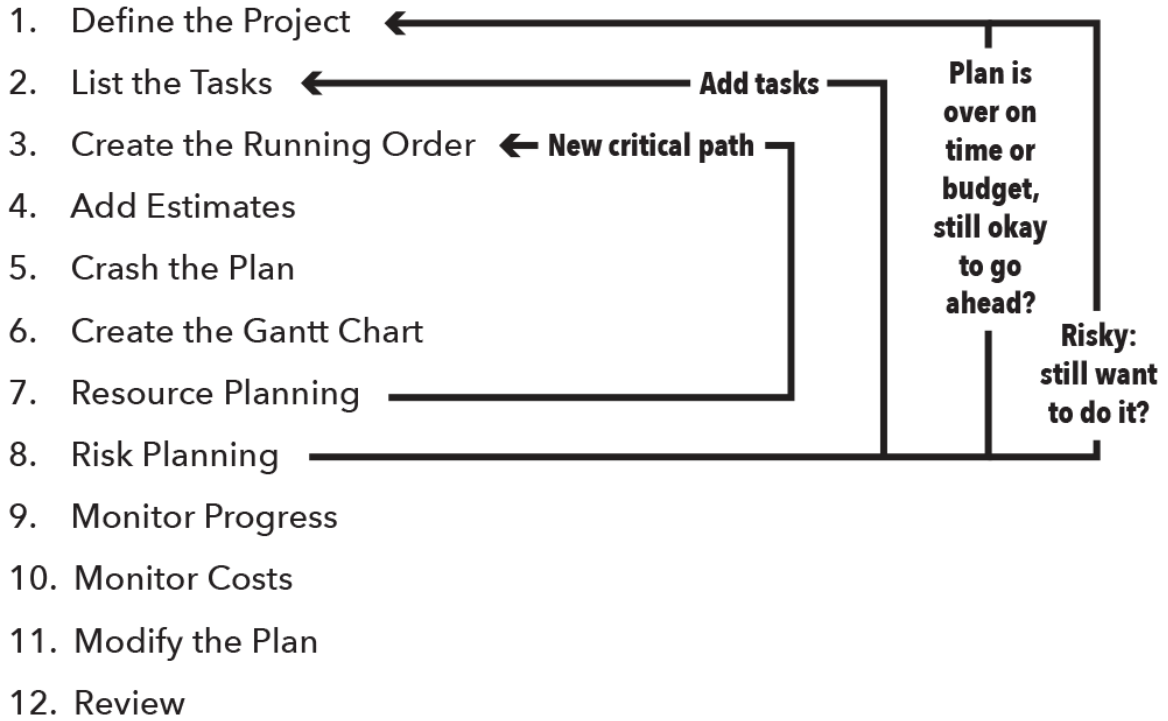 1. Define the Project
2. List the Tasks
Add tasks
3. Create the Running Order
New critical path
4. Add Estimates
5. Crash the Plan
6. Create the Gantt Chart
7. Resource Planning
8. Risk Planning
9. Monitor Progress
10. Monitor Costs
11. Modify the Plan
12. Review
Plan is
over on
time or
budget,
still okay
to go
ahead?
Risky:
still want
to do it?